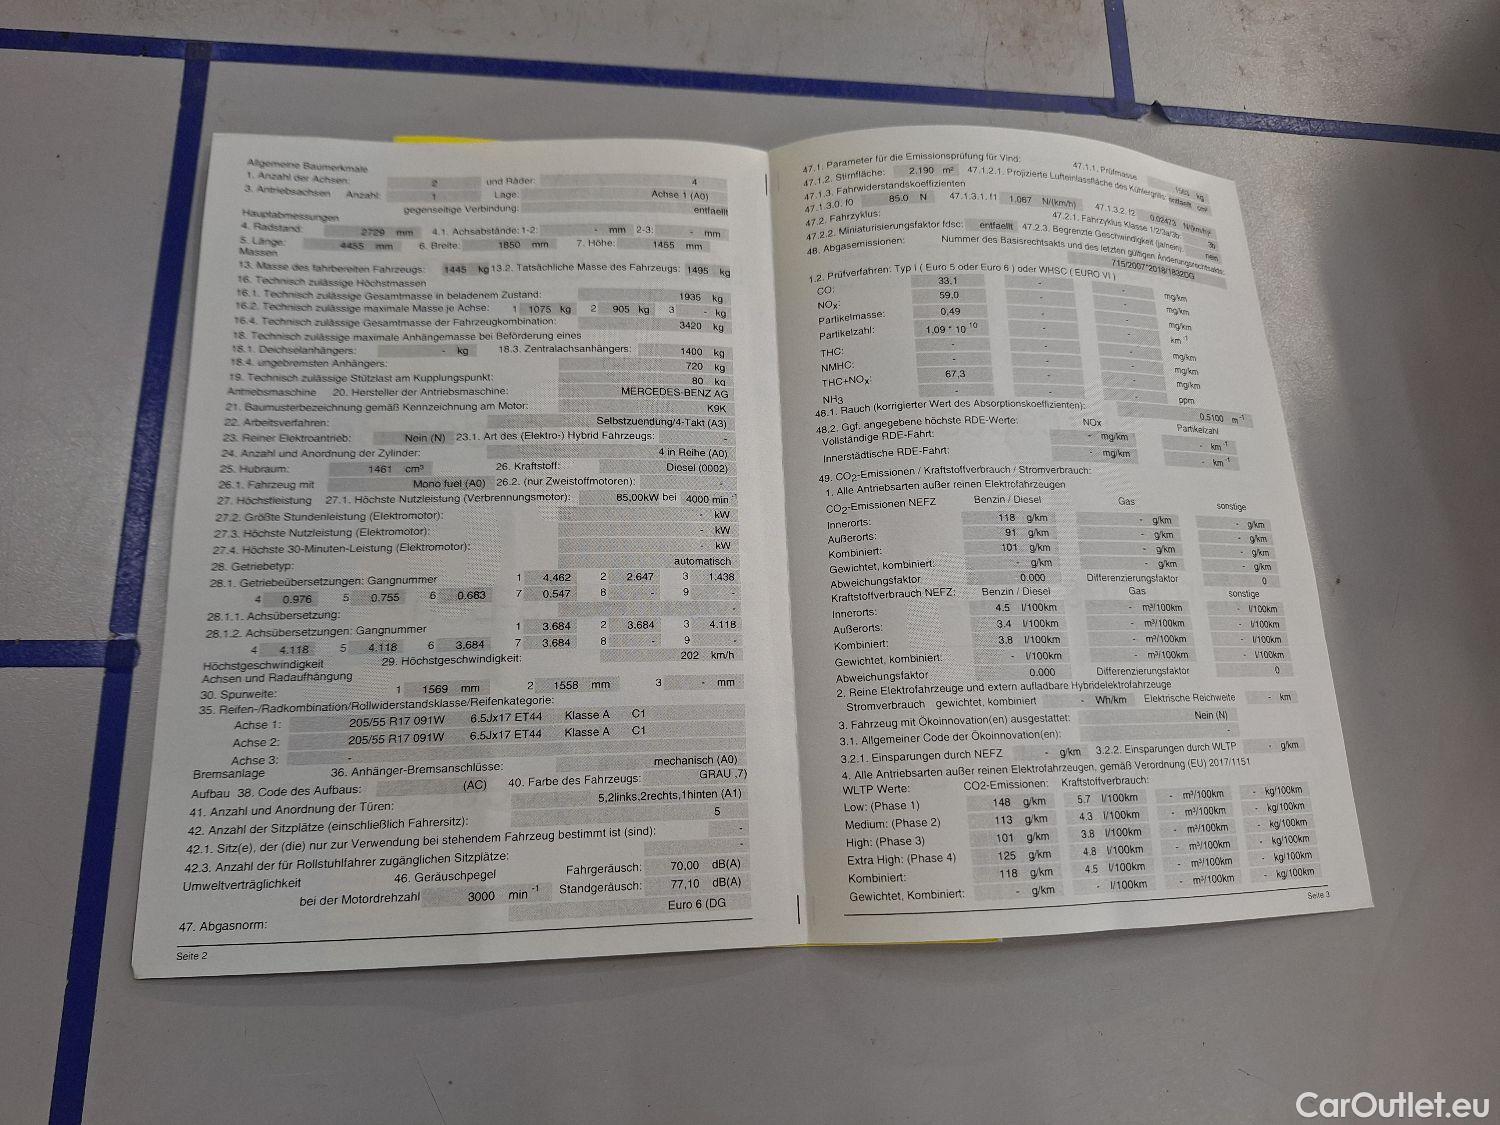 Allgemeine Baumerkmale
1. Anzahl der Achsen: 2 und Räder: 4
3. Antriebsachsen Anzahl: 1 Lage: Achse 1 (A0)
gegenseitige Verbindung: entfaellt
Hauptabmessungen
4. Radstand: 2729 mm 4.1. Achsabstände: 1-2: - mm 2-3: - mm
5. Länge: 4455 mm 6. Breite: 1850 mm 7. Höhe: 1455 mm
Massen
13. Masse des fahrbereiten Fahrzeugs: 1445 kg 13.2. Tatsächliche Masse des Fahrzeugs: 1495 kg
16. Technisch zulässige Höchstmassen
16.1. Technisch zulässige Gesamtmasse in beladenem Zustand: 1935 kg
16.2. Technisch zulässige maximale Masse je Achse: 1 1075 kg 2 905 kg 3 - kg
16.4. Technisch zulässige Gesamtmasse der Fahrzeugkombination: 3420 kg
18. Technisch zulässige maximale Anhängemasse bei Beförderung eines
18.1. Deichselanhängers: - kg 18.3. Zentralachsanhängers: 1400 kg
18.4. ungebremsten Anhängers: 720 kg
19. Technisch zulässige Stützlast am Kupplungspunkt: 80 kg
Antriebsmaschine 20. Hersteller der Antriebsmaschine: MERCEDES-BENZ AG
21. Baumusterbezeichnung gemäß Kennzeichnung am Motor: K9K
22. Arbeitsverfahren: Selbstzuendung/4-Takt (A3)
23. Reiner Elektroantrieb: Nein (N) 23.1. Art des (Elektro-) Hybrid Fahrzeugs: -
24. Anzahl und Anordnung der Zylinder: 4 in Reihe (A0)
25. Hubraum: 1461 cm³ 26. Kraftstoff: Diesel (0002)
26.1. Fahrzeug mit Mono fuel (A0) 26.2. (nur Zweistoffmotoren): -
27. Höchstleistung 27.1. Höchste Nutzleistung (Verbrennungsmotor): 85,00kW bei 4000 min⁻¹
27.2. Größte Stundenleistung (Elektromotor): - kW
27.3. Höchste Nutzleistung (Elektromotor): - kW
27.4. Höchste 30-Minuten-Leistung (Elektromotor): - kW
28. Getriebetyp: automatisch
28.1. Getriebeübersetzungen: Gangnummer 1 4.462 2 2.647 3 1.438
4 0.976 5 0.755 6 0.683 7 0.547 8 - 9 -
28.1.1. Achsübersetzung: -
28.1.2. Achsübersetzungen: Gangnummer 1 3.684 2 3.684 3 4.118
4 4.118 5 4.118 6 3.684 7 3.684 8 - 9 -
Höchstgeschwindigkeit 29. Höchstgeschwindigkeit: 202 km/h
Achsen und Radaufhängung
30. Spurweite: 1 1569 mm 2 1558 mm 3 - mm
35. Reifen-/Radkombination/Rollwiderstandsklasse/Reifenkategorie:
Achse 1: 205/55 R17 091W 6.5Jx17 ET44 Klasse A C1
Achse 2: 205/55 R17 091W 6.5Jx17 ET44 Klasse A C1
Achse 3: -
Bremsanlage 36. Anhänger-Bremsanschlüsse: mechanisch (A0)
Aufbau 38. Code des Aufbaus: (AC) 40. Farbe des Fahrzeugs: GRAU ,7)
41. Anzahl und Anordnung der Türen: 5,2links,2rechts,1hinten (A1)
42. Anzahl der Sitzplätze (einschließlich Fahrersitz): 5
42.1. Sitz(e), der (die) nur zur Verwendung bei stehendem Fahrzeug bestimmt ist (sind): -
42.3. Anzahl der für Rollstuhlfahrer zugänglichen Sitzplätze: -
Umweltverträglichkeit 46. Geräuschpegel Fahrgeräusch: 70,00 dB(A)
bei der Motordrehzahl 3000 min⁻¹ Standgeräusch: 77,10 dB(A)
47. Abgasnorm: Euro 6 (DG
Seite 2
47.1. Parameter für die Emissionsprüfung für Vind: 47.1.1. Prüfmasse 1563 kg
47.1.2. Stirnfläche: 2.190 m² 47.1.2.1. Projizierte Lufteinlassfläche des Kühlergrills: entfaellt cm²
47.1.3. Fahrwiderstandskoeffizienten
47.1.3.0. f0 85.0 N 47.1.3.1. f1 1.067 N/(km/h) 47.1.3.2. f2 0.02473 N/(km/h)²
47.2. Fahrzyklus: 47.2.1. Fahrzyklus Klasse 1/2/3a/3b: 3b
47.2.2. Miniaturisierungsfaktor fdsc: entfaellt 47.2.3. Begrenzte Geschwindigkeit (ja/nein): nein
48. Abgasemissionen: Nummer des Basisrechtsakts und des letzten gültigen Änderungsrechtsakts:
715/2007*2018/1832DG
1.2. Prüfverfahren: Typ I ( Euro 5 oder Euro 6 ) oder WHSC ( EURO VI )
CO: 33,1 - - mg/km
NOx: 59,0 - - mg/km
Partikelmasse: 0,49 - - mg/km
Partikelzahl: 1,09 * 10 ¹⁰ - - km⁻¹
THC: - - - mg/km
NMHC: - - - mg/km
THC+NOx: 67,3 - - mg/km
NH3 - - - ppm
48.1. Rauch (korrigierter Wert des Absorptionskoeffizienten): 0.5100 m⁻¹
48.2. Ggf. angegebene höchste RDE-Werte: NOx Partikelzahl
Vollständige RDE-Fahrt: - mg/km - km⁻¹
Innerstädtische RDE-Fahrt: - mg/km - km⁻¹
49. CO2-Emissionen / Kraftstoffverbrauch / Stromverbrauch:
1. Alle Antriebsarten außer reinen Elektrofahrzeugen
CO2-Emissionen NEFZ Benzin / Diesel Gas sonstige
Innerorts: 118 g/km - g/km - g/km
Außerorts: 91 g/km - g/km - g/km
Kombiniert: 101 g/km - g/km - g/km
Gewichtet, kombiniert: - g/km - g/km - g/km
Abweichungsfaktor 0.000 Differenzierungsfaktor 0
Kraftstoffverbrauch NEFZ: Benzin / Diesel Gas sonstige
Innerorts: 4.5 l/100km - m³/100km - l/100km
Außerorts: 3.4 l/100km - m³/100km - l/100km
Kombiniert: 3.8 l/100km - m³/100km - l/100km
Gewichtet, kombiniert: - l/100km - m³/100km - l/100km
Abweichungsfaktor 0.000 Differenzierungsfaktor 0
2. Reine Elektrofahrzeuge und extern aufladbare Hybridelektrofahrzeuge
Stromverbrauch gewichtet, kombiniert - Wh/km Elektrische Reichweite - km
3. Fahrzeug mit Ökoinnovation(en) ausgestattet: Nein (N)
3.1. Allgemeiner Code der Ökoinnovation(en): -
3.2.1. Einsparungen durch NEFZ - g/km 3.2.2. Einsparungen durch WLTP - g/km
4. Alle Antriebsarten außer reinen Elektrofahrzeugen, gemäß Verordnung (EU) 2017/1151
WLTP Werte: CO2-Emissionen: Kraftstoffverbrauch:
Low: (Phase 1) 148 g/km 5.7 l/100km - m³/100km - kg/100km
Medium: (Phase 2) 113 g/km 4.3 l/100km - m³/100km - kg/100km
High: (Phase 3) 101 g/km 3.8 l/100km - m³/100km - kg/100km
Extra High: (Phase 4) 125 g/km 4.8 l/100km - m³/100km - kg/100km
Kombiniert: 118 g/km 4.5 l/100km - m³/100km - kg/100km
Gewichtet, Kombiniert: - g/km - l/100km - m³/100km - kg/100km
Seite 3
CarOutlet.eu